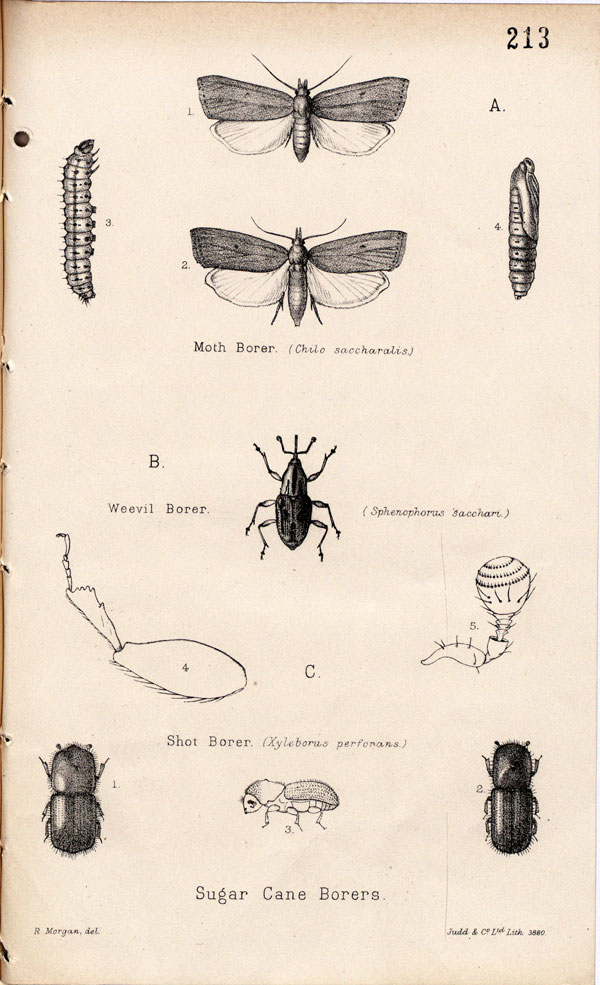 213
A.
1.
3.
4.
2.
Moth Borer. (Chilo saccharalis.)
B.
Weevil Borer. (Sphenophorus sacchari.)
5.
4
C.
Shot Borer. (Xyleborus perforans.)
1.
2.
3.
Sugar Cane Borers.
R. Morgan, del. Judd & Co Ltd Lith. 3880.